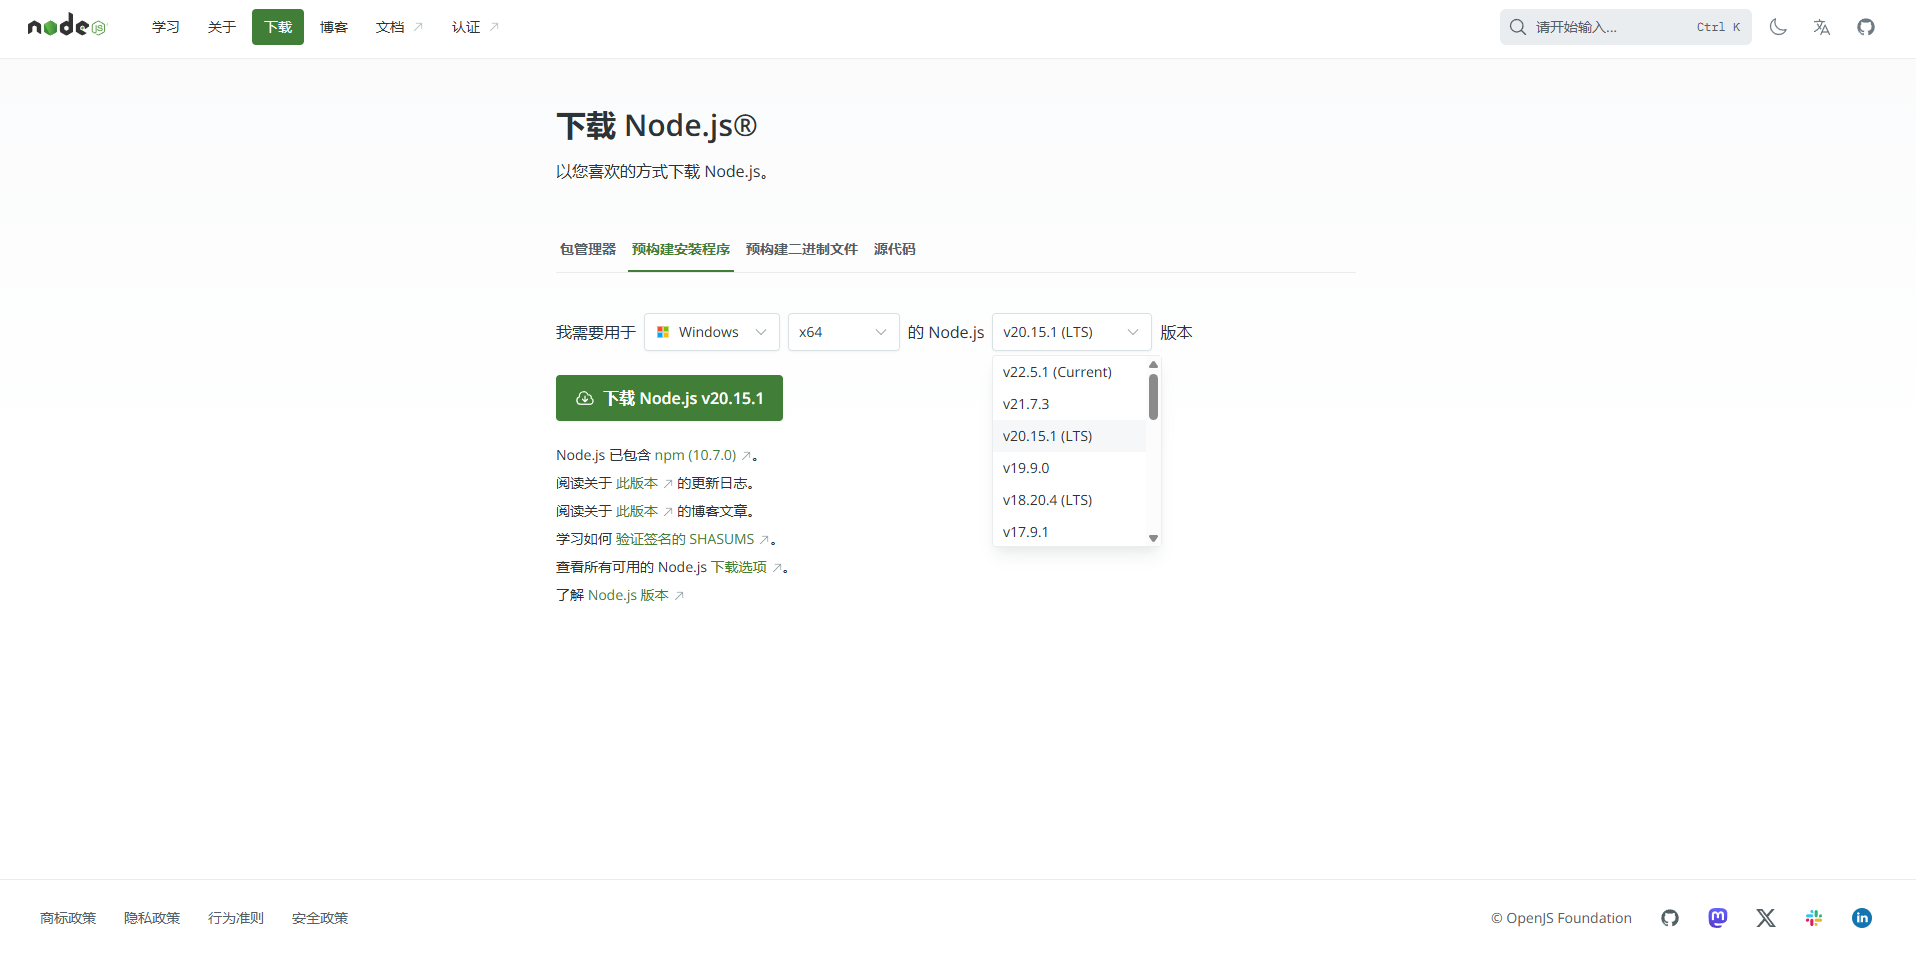 node JS
学习 关于 下载 博客 文档 认证 请开始输入... Ctrl K
下载 Node.js®
以您喜欢的方式下载 Node.js。
包管理器 预构建安装程序 预构建二进制文件 源代码
我需要用于 Windows x64 的 Node.js v20.15.1 (LTS) 版本
v22.5.1 (Current)
v21.7.3
v20.15.1 (LTS)
v19.9.0
v18.20.4 (LTS)
v17.9.1
下载 Node.js v20.15.1
Node.js 已包含 npm (10.7.0) ↗。
阅读关于 此版本 ↗ 的更新日志。
阅读关于 此版本 ↗ 的博客文章。
学习如何 验证签名的 SHASUMS ↗。
查看所有可用的 Node.js 下载选项 ↗。
了解 Node.js 版本 ↗
商标政策 隐私政策 行为准则 安全政策 © OpenJS Foundation